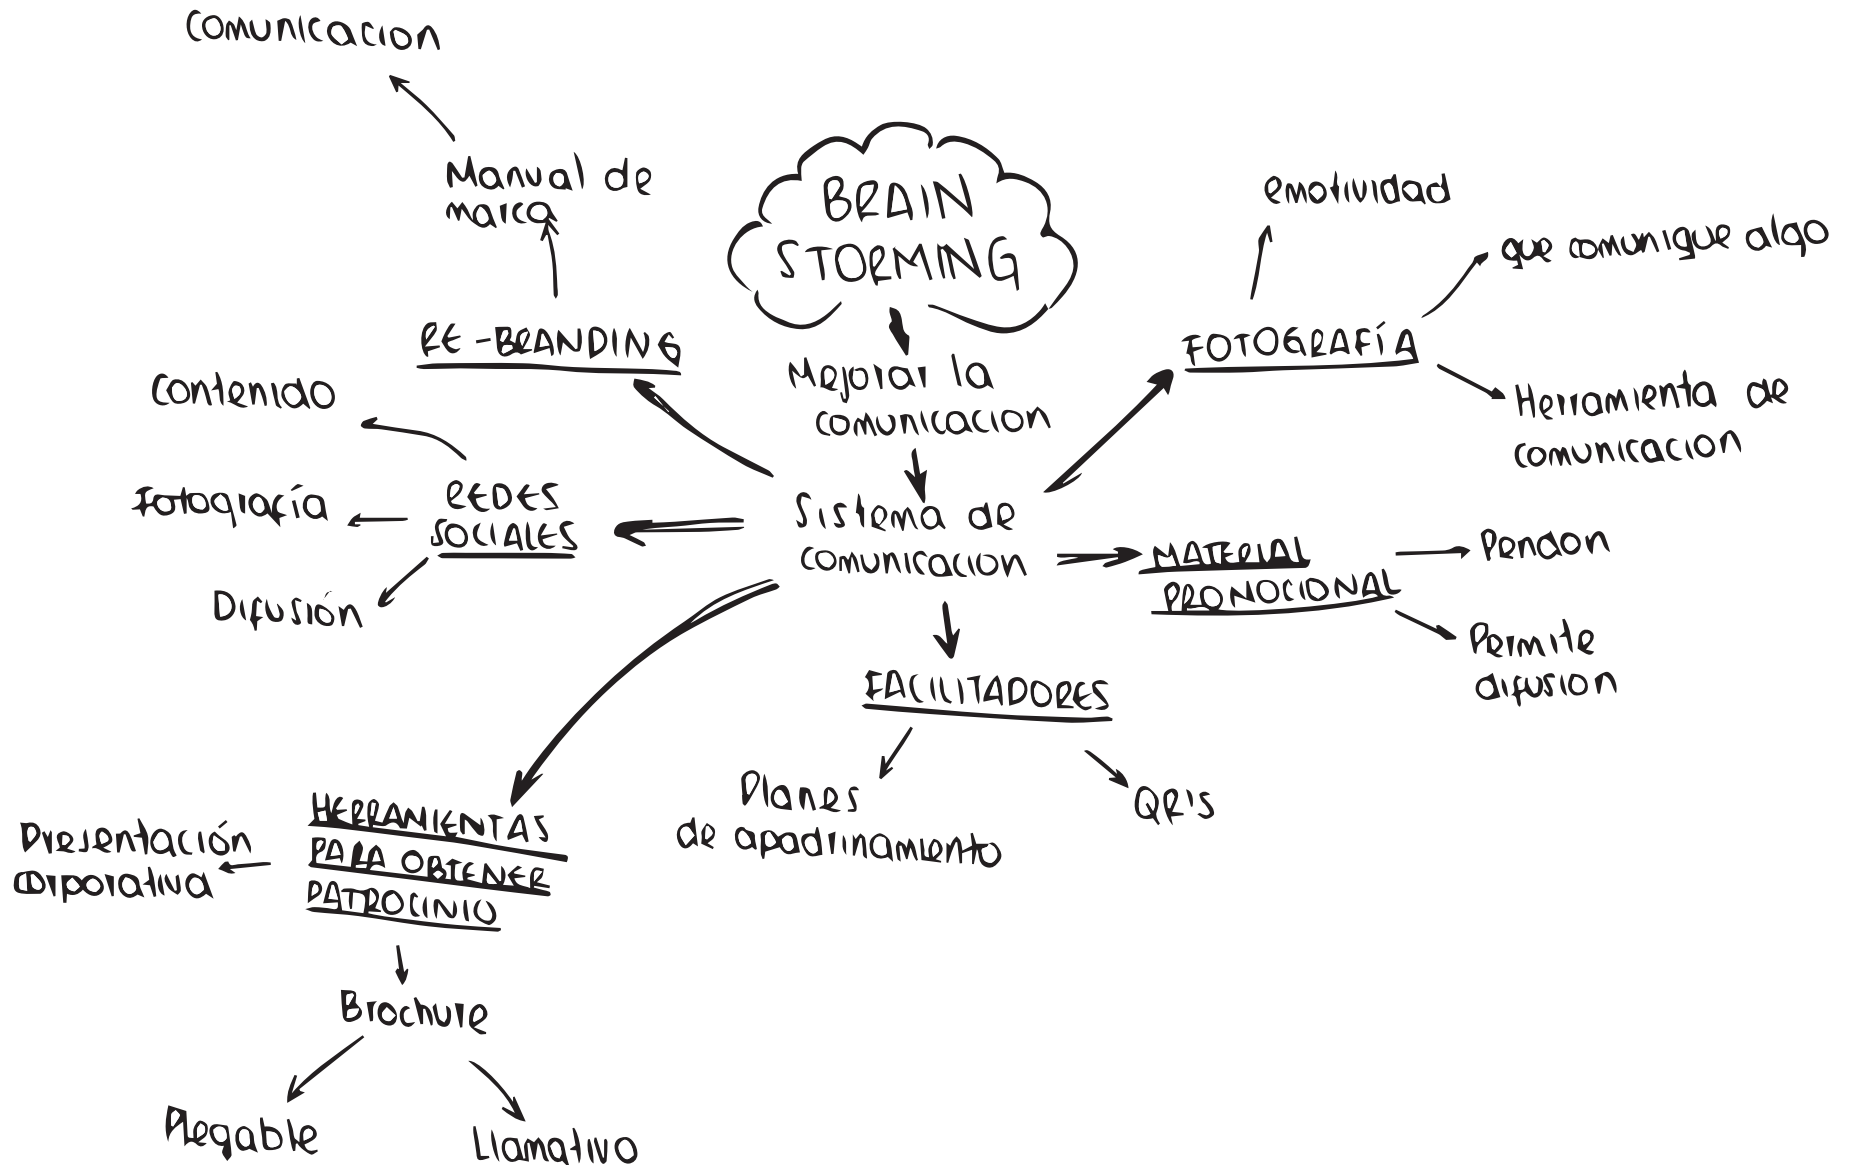 comunicacion
Manual de
marca
BRAIN
STORMING
emotividad
que comunique algo
RE-BRANDING
Mejorar la
comunicacion
FOTOGRAFÍA
Herramienta de
comunicacion
Contenido
Fotografía
REDES
SOCIALES
Difusión
Sistema de
comunicacion
MATERIAL
PROMOCIONAL
Pendon
Permite
difusion
FACILITADORES
Planes
de apadrinamiento
QR'S
HERRAMIENTAS
PARA OBTENER
PATROCINIO
Presentación
corporativa
Brochure
Plegable
Llamativo